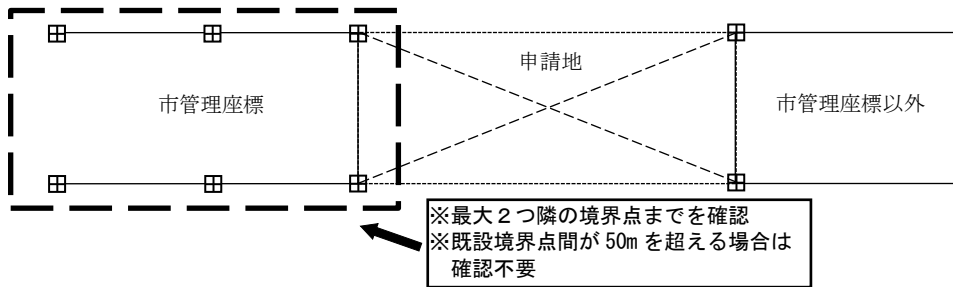 申請地
市管理座標
市管理座標以外
※最大２つ隣の境界点までを確認
※既設境界点間が 50m を超える場合は
確認不要